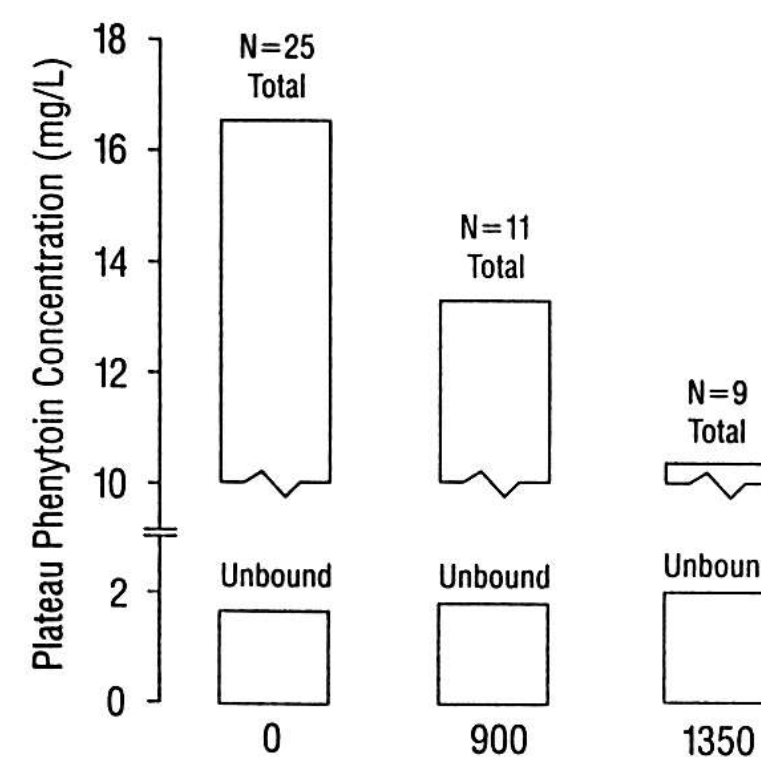 Plateau Phenytoin Concentration (mg/L)
18
16
14
12
10
2
0
N=25
Total
N=11
Total
N=9
Total
Unbound
Unbound
Unboun
0
900
1350